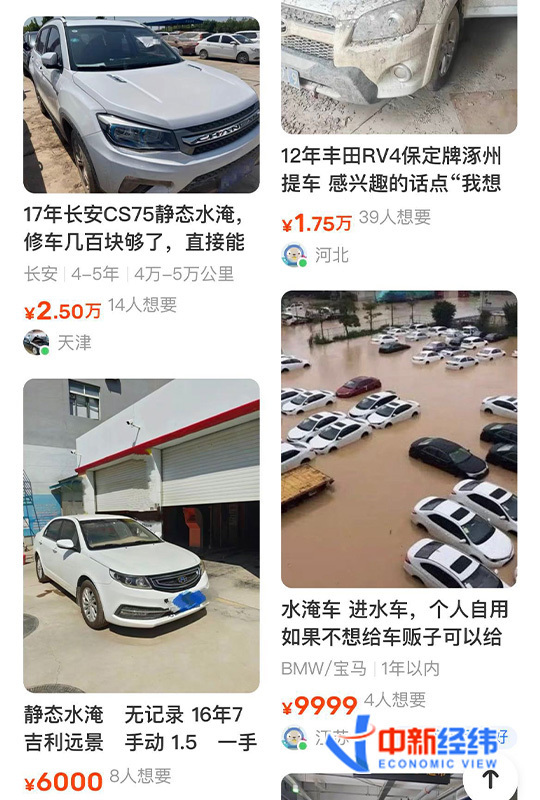 CHANGAN
17年长安CS75静态水淹，
修车几百块够了，直接能
长安 | 4-5年 | 4万-5万公里
¥2.50万 14人想要
天津
静态水淹 无记录 16年7
吉利远景 手动 1.5 一手
¥6000 8人想要
12年丰田RV4保定牌涿州
提车 感兴趣的话点“我想
¥1.75万 39人想要
河北
水淹车 进水车，个人自用
如果不想给车贩子可以给
BMW/宝马 | 1年以内
¥9999 4人想要
江苏
好
中新经纬
ECONOMIC VIEW